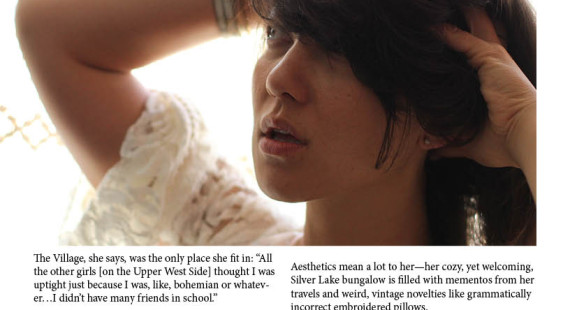 The Village, she says, was the only place she fit in: “All
the other girls [on the Upper West Side] thought I was
uptight just because I was, like, bohemian or whatev-
er…I didn’t have many friends in school.”
Aesthetics mean a lot to her—her cozy, yet welcoming,
Silver Lake bungalow is filled with mementos from her
travels and weird, vintage novelties like grammatically
incorrect embroidered pillows.